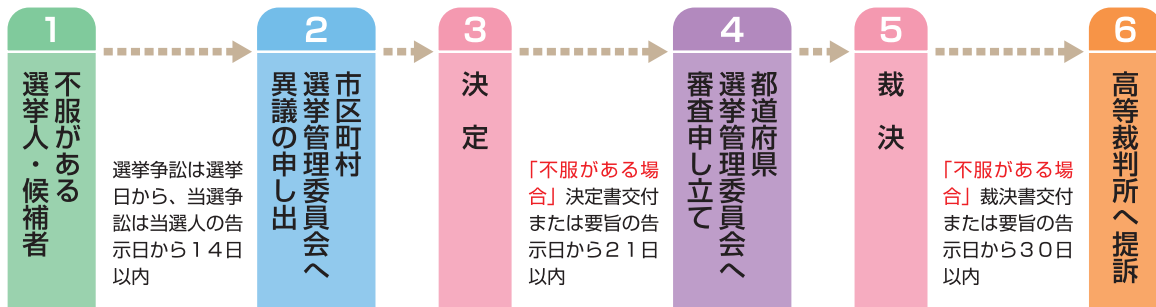 1
不服がある
選挙人・候補者
選挙争訟は選挙
日から、当選争
訟は当選人の告
示日から１４日
以内
2
市区町村
選挙管理委員会へ
異議の申し出
3
決定
「不服がある場
合」決定書交付
または要旨の告
示日から２１日
以内
4
都道府県
選挙管理委員会へ
審査申し立て
5
裁決
「不服がある場
合」裁決書交付
または要旨の告
示日から３０日
以内
6
高等裁判所へ提訴